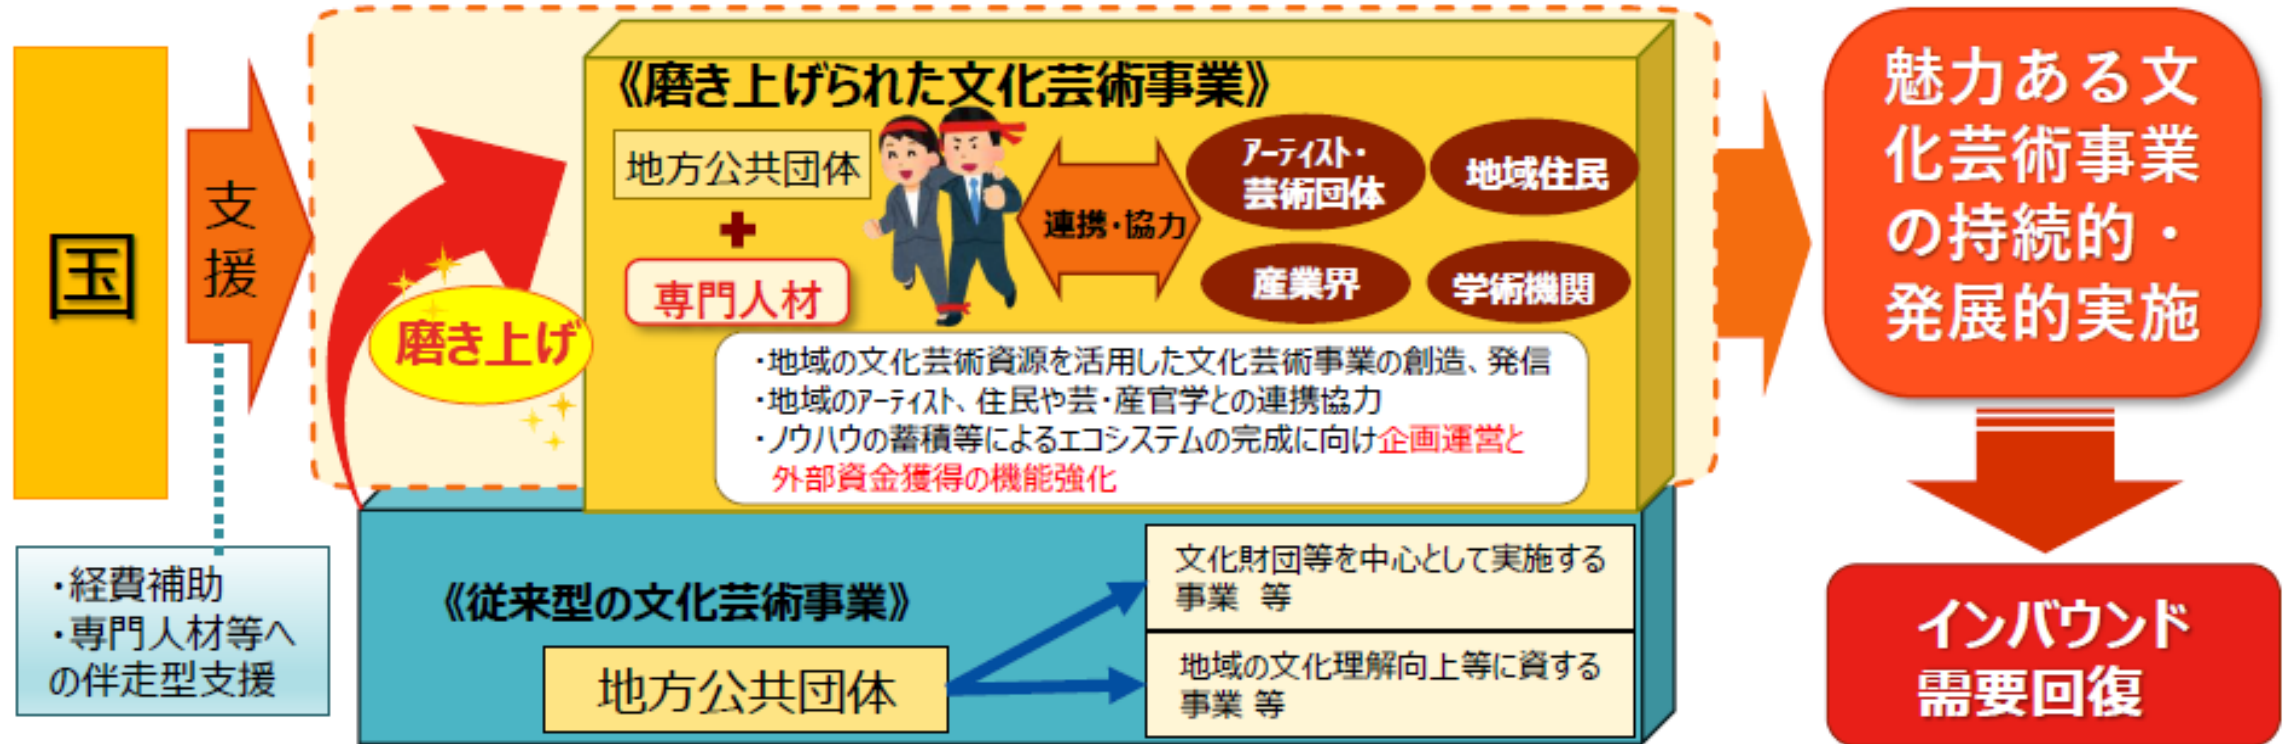 国
支
援
・経費補助
・専門人材等へ
の伴走型支援
磨き上げ
《磨き上げられた文化芸術事業》
地方公共団体
専門人材
連携・協力
ｱｰﾃｨｽﾄ・
芸術団体
地域住民
産業界
学術機関
・地域の文化芸術資源を活用した文化芸術事業の創造、発信
・地域のｱｰﾃｨｽﾄ、住民や芸・産官学との連携協力
・ノウハウの蓄積等によるエコシステムの完成に向け企画運営と
外部資金獲得の機能強化
《従来型の文化芸術事業》
地方公共団体
文化財団等を中心として実施する
事業 等
地域の文化理解向上等に資する
事業 等
魅力ある文
化芸術事業
の持続的・
発展的実施
インバウンド
需要回復